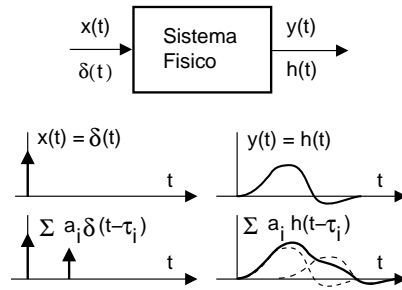 x(t)
y(t)
Sistema
Fisico
δ(t)
h(t)
x(t) = δ(t)
y(t) = h(t)
t
t
Σ a_i δ(t−τ_i)
Σ a_i h(t−τ_i)
t
t